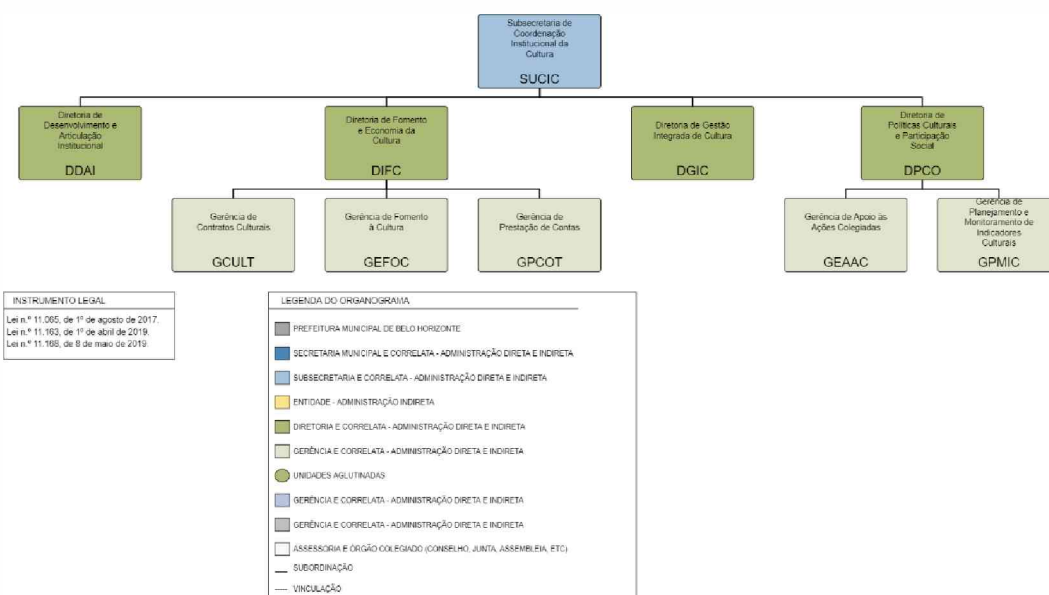 Subsecretaria de
Coordenação
Institucional da
Cultura
SUCIC
Diretoria de
Desenvolvimento e
Articulação
Institucional
DDAI
Diretoria de Fomento
e Economia da
Cultura
DIFC
Diretoria de Gestão
Integrada de Cultura
DGIC
Diretoria de
Políticas Culturais
e Participação
Social
DPCO
Gerência de
Contratos Culturais
GCULT
Gerência de Fomento
à Cultura
GEFOC
Gerência de
Prestação de Contas
GPCOT
Gerência de Apoio às
Ações Colegiadas
GEAAC
Gerência de
Planejamento e
Monitoramento de
Indicadores
Culturais
GPMIC
INSTRUMENTO LEGAL
Lei n.º 11.065, de 1º de agosto de 2017.
Lei n.º 11.163, de 1º de abril de 2019.
Lei n.º 11.168, de 8 de maio de 2019.
LEGENDA DO ORGANOGRAMA
PREFEITURA MUNICIPAL DE BELO HORIZONTE
SECRETARIA MUNICIPAL E CORRELATA - ADMINISTRAÇÃO DIRETA E INDIRETA
SUBSECRETARIA E CORRELATA - ADMINISTRAÇÃO DIRETA E INDIRETA
ENTIDADE - ADMINISTRAÇÃO INDIRETA
DIRETORIA E CORRELATA - ADMINISTRAÇÃO DIRETA E INDIRETA
GERÊNCIA E CORRELATA - ADMINISTRAÇÃO DIRETA E INDIRETA
UNIDADES AGLUTINADAS
GERÊNCIA E CORRELATA - ADMINISTRAÇÃO DIRETA E INDIRETA
GERÊNCIA E CORRELATA - ADMINISTRAÇÃO DIRETA E INDIRETA
ASSESSORIA E ÓRGÃO COLEGIADO (CONSELHO, JUNTA, ASSEMBLEIA, ETC)
SUBORDINAÇÃO
VINCULAÇÃO